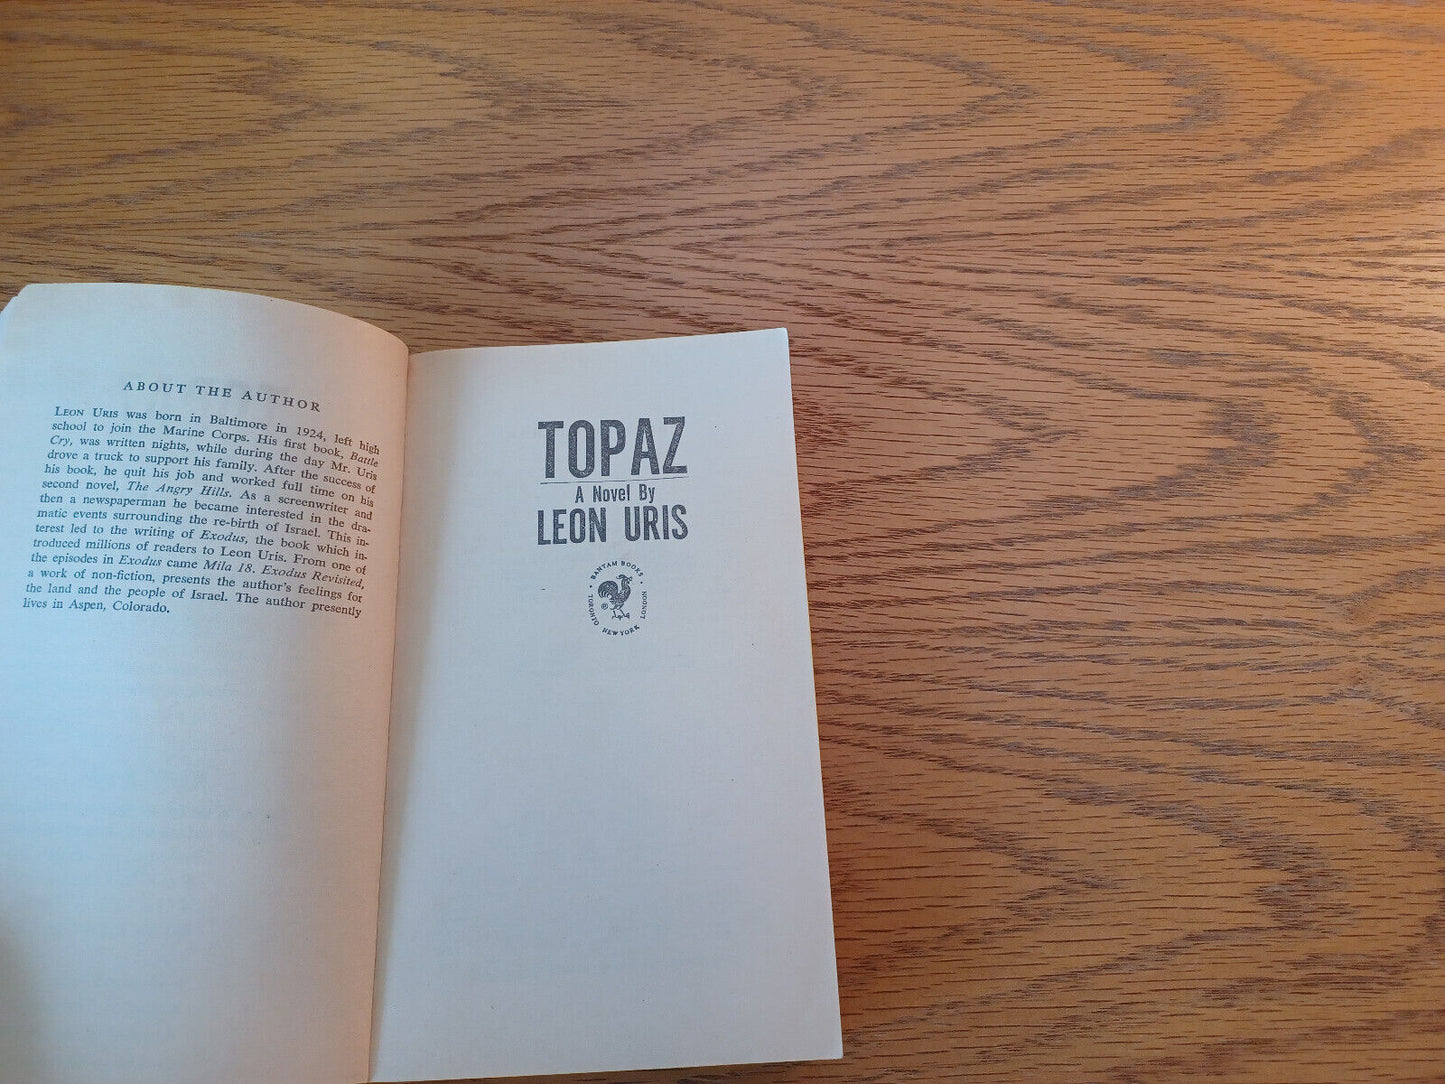 ABOUT THE AUTHOR
LEON URIS was born in Baltimore in 1924, left high
school to join the Marine Corps. His first book, Battle
Cry, was written nights, while during the day Mr. Uris
drove a truck to support his family. After the success of
his book, he quit his job and worked full time on his
second novel, The Angry Hills. As a screenwriter and
then a newspaperman he became interested in the dra-
matic events surrounding the re-birth of Israel. This in-
terest led to the writing of Exodus, the book which in-
troduced millions of readers to Leon Uris. From one of
the episodes in Exodus came Mila 18. Exodus Revisited,
a work of non-fiction, presents the author's feelings for
the land and the people of Israel. The author presently
lives in Aspen, Colorado.
TOPAZ
A Novel By
LEON URIS
BANTAM BOOKS
TORONTO · NEW YORK · LONDON
®